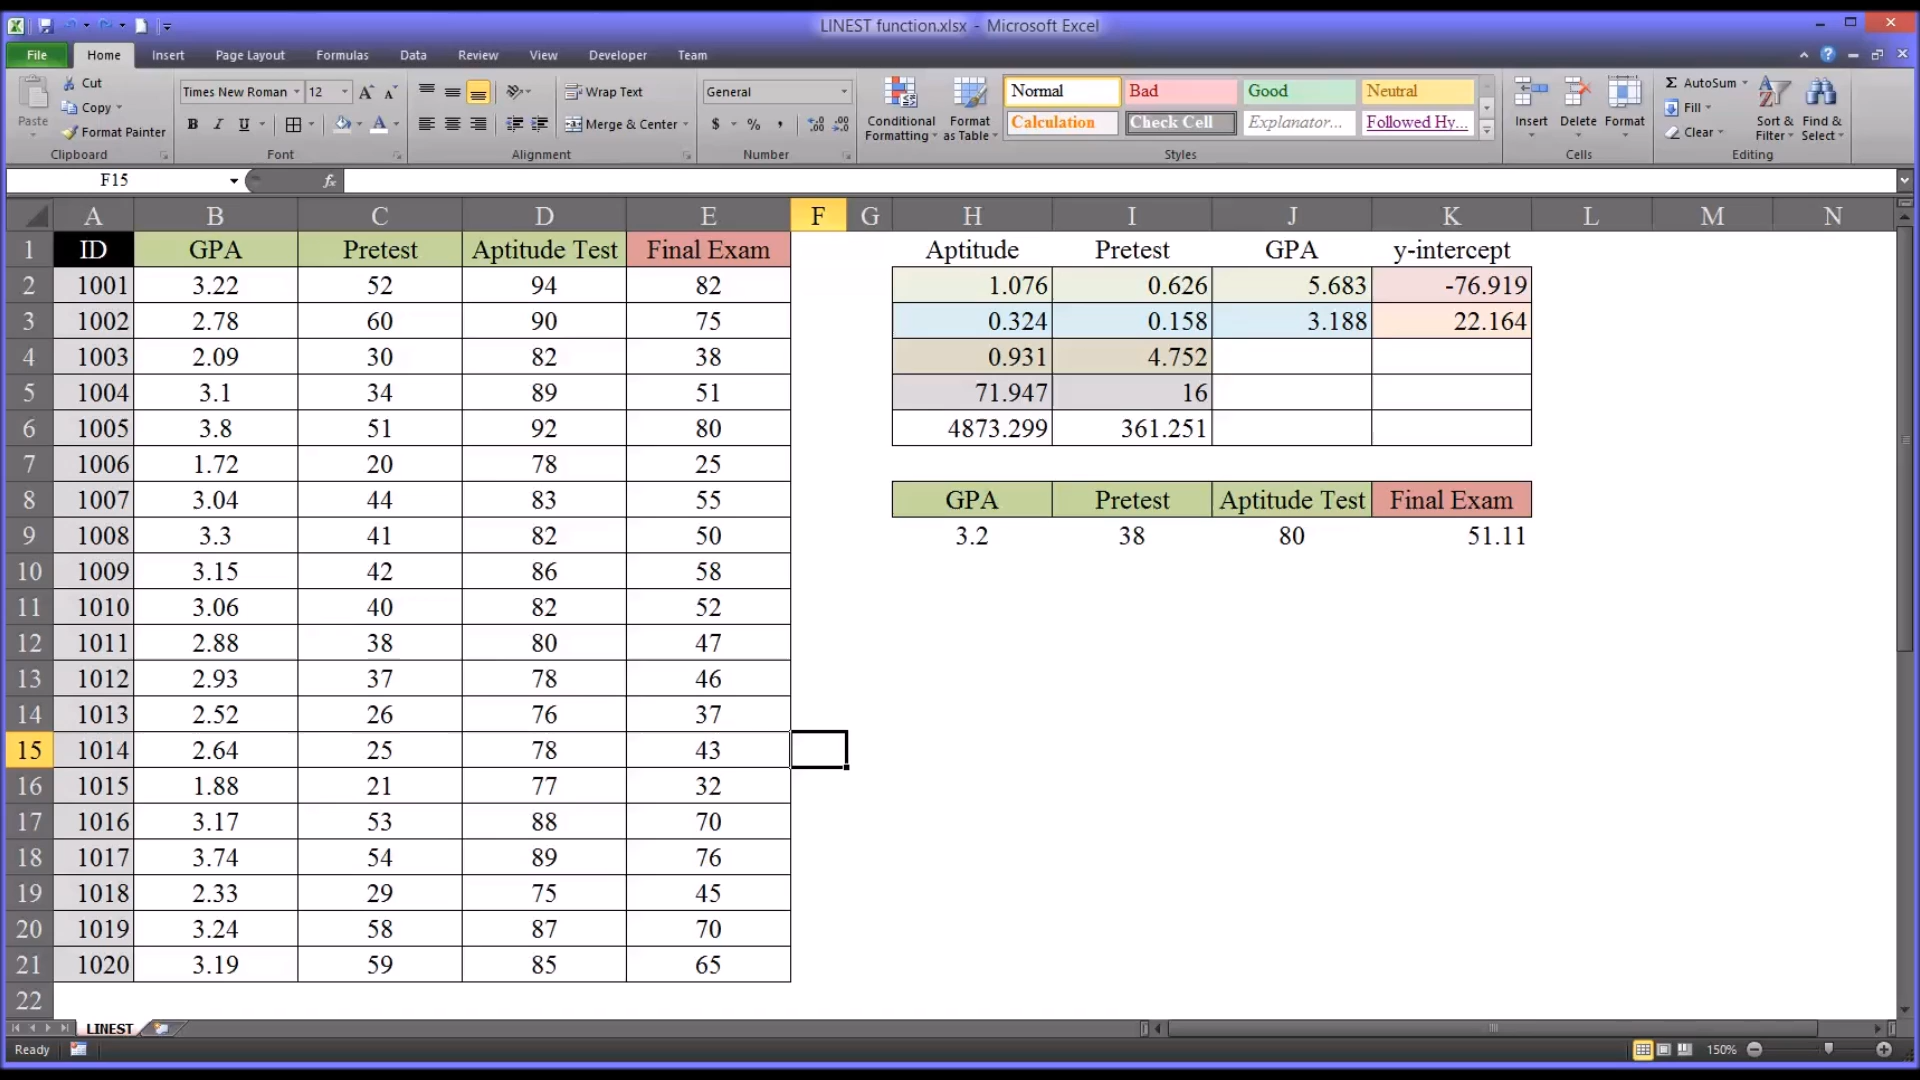 LINEST function.xlsx - Microsoft Excel
File Home Insert Page Layout Formulas Data Review View Developer Team
Paste Cut Copy Format Painter Clipboard
Times New Roman 12 B I U Font
Wrap Text Merge & Center Alignment
General $ % , Number
Conditional Formatting Format as Table
Normal Bad Good Neutral
Calculation Check Cell Explanator... Followed Hy... Styles
Insert Delete Format Cells
Σ AutoSum Fill Clear Sort & Filter Find & Select Editing
F15 fx
A B C D E F G H I J K L M N
1 ID GPA Pretest Aptitude Test Final Exam Aptitude Pretest GPA y-intercept
2 1001 3.22 52 94 82 1.076 0.626 5.683 -76.919
3 1002 2.78 60 90 75 0.324 0.158 3.188 22.164
4 1003 2.09 30 82 38 0.931 4.752
5 1004 3.1 34 89 51 71.947 16
6 1005 3.8 51 92 80 4873.299 361.251
7 1006 1.72 20 78 25
8 1007 3.04 44 83 55 GPA Pretest Aptitude Test Final Exam
9 1008 3.3 41 82 50 3.2 38 80 51.11
10 1009 3.15 42 86 58
11 1010 3.06 40 82 52
12 1011 2.88 38 80 47
13 1012 2.93 37 78 46
14 1013 2.52 26 76 37
15 1014 2.64 25 78 43
16 1015 1.88 21 77 32
17 1016 3.17 53 88 70
18 1017 3.74 54 89 76
19 1018 2.33 29 75 45
20 1019 3.24 58 87 70
21 1020 3.19 59 85 65
22
LINEST
Ready 150%